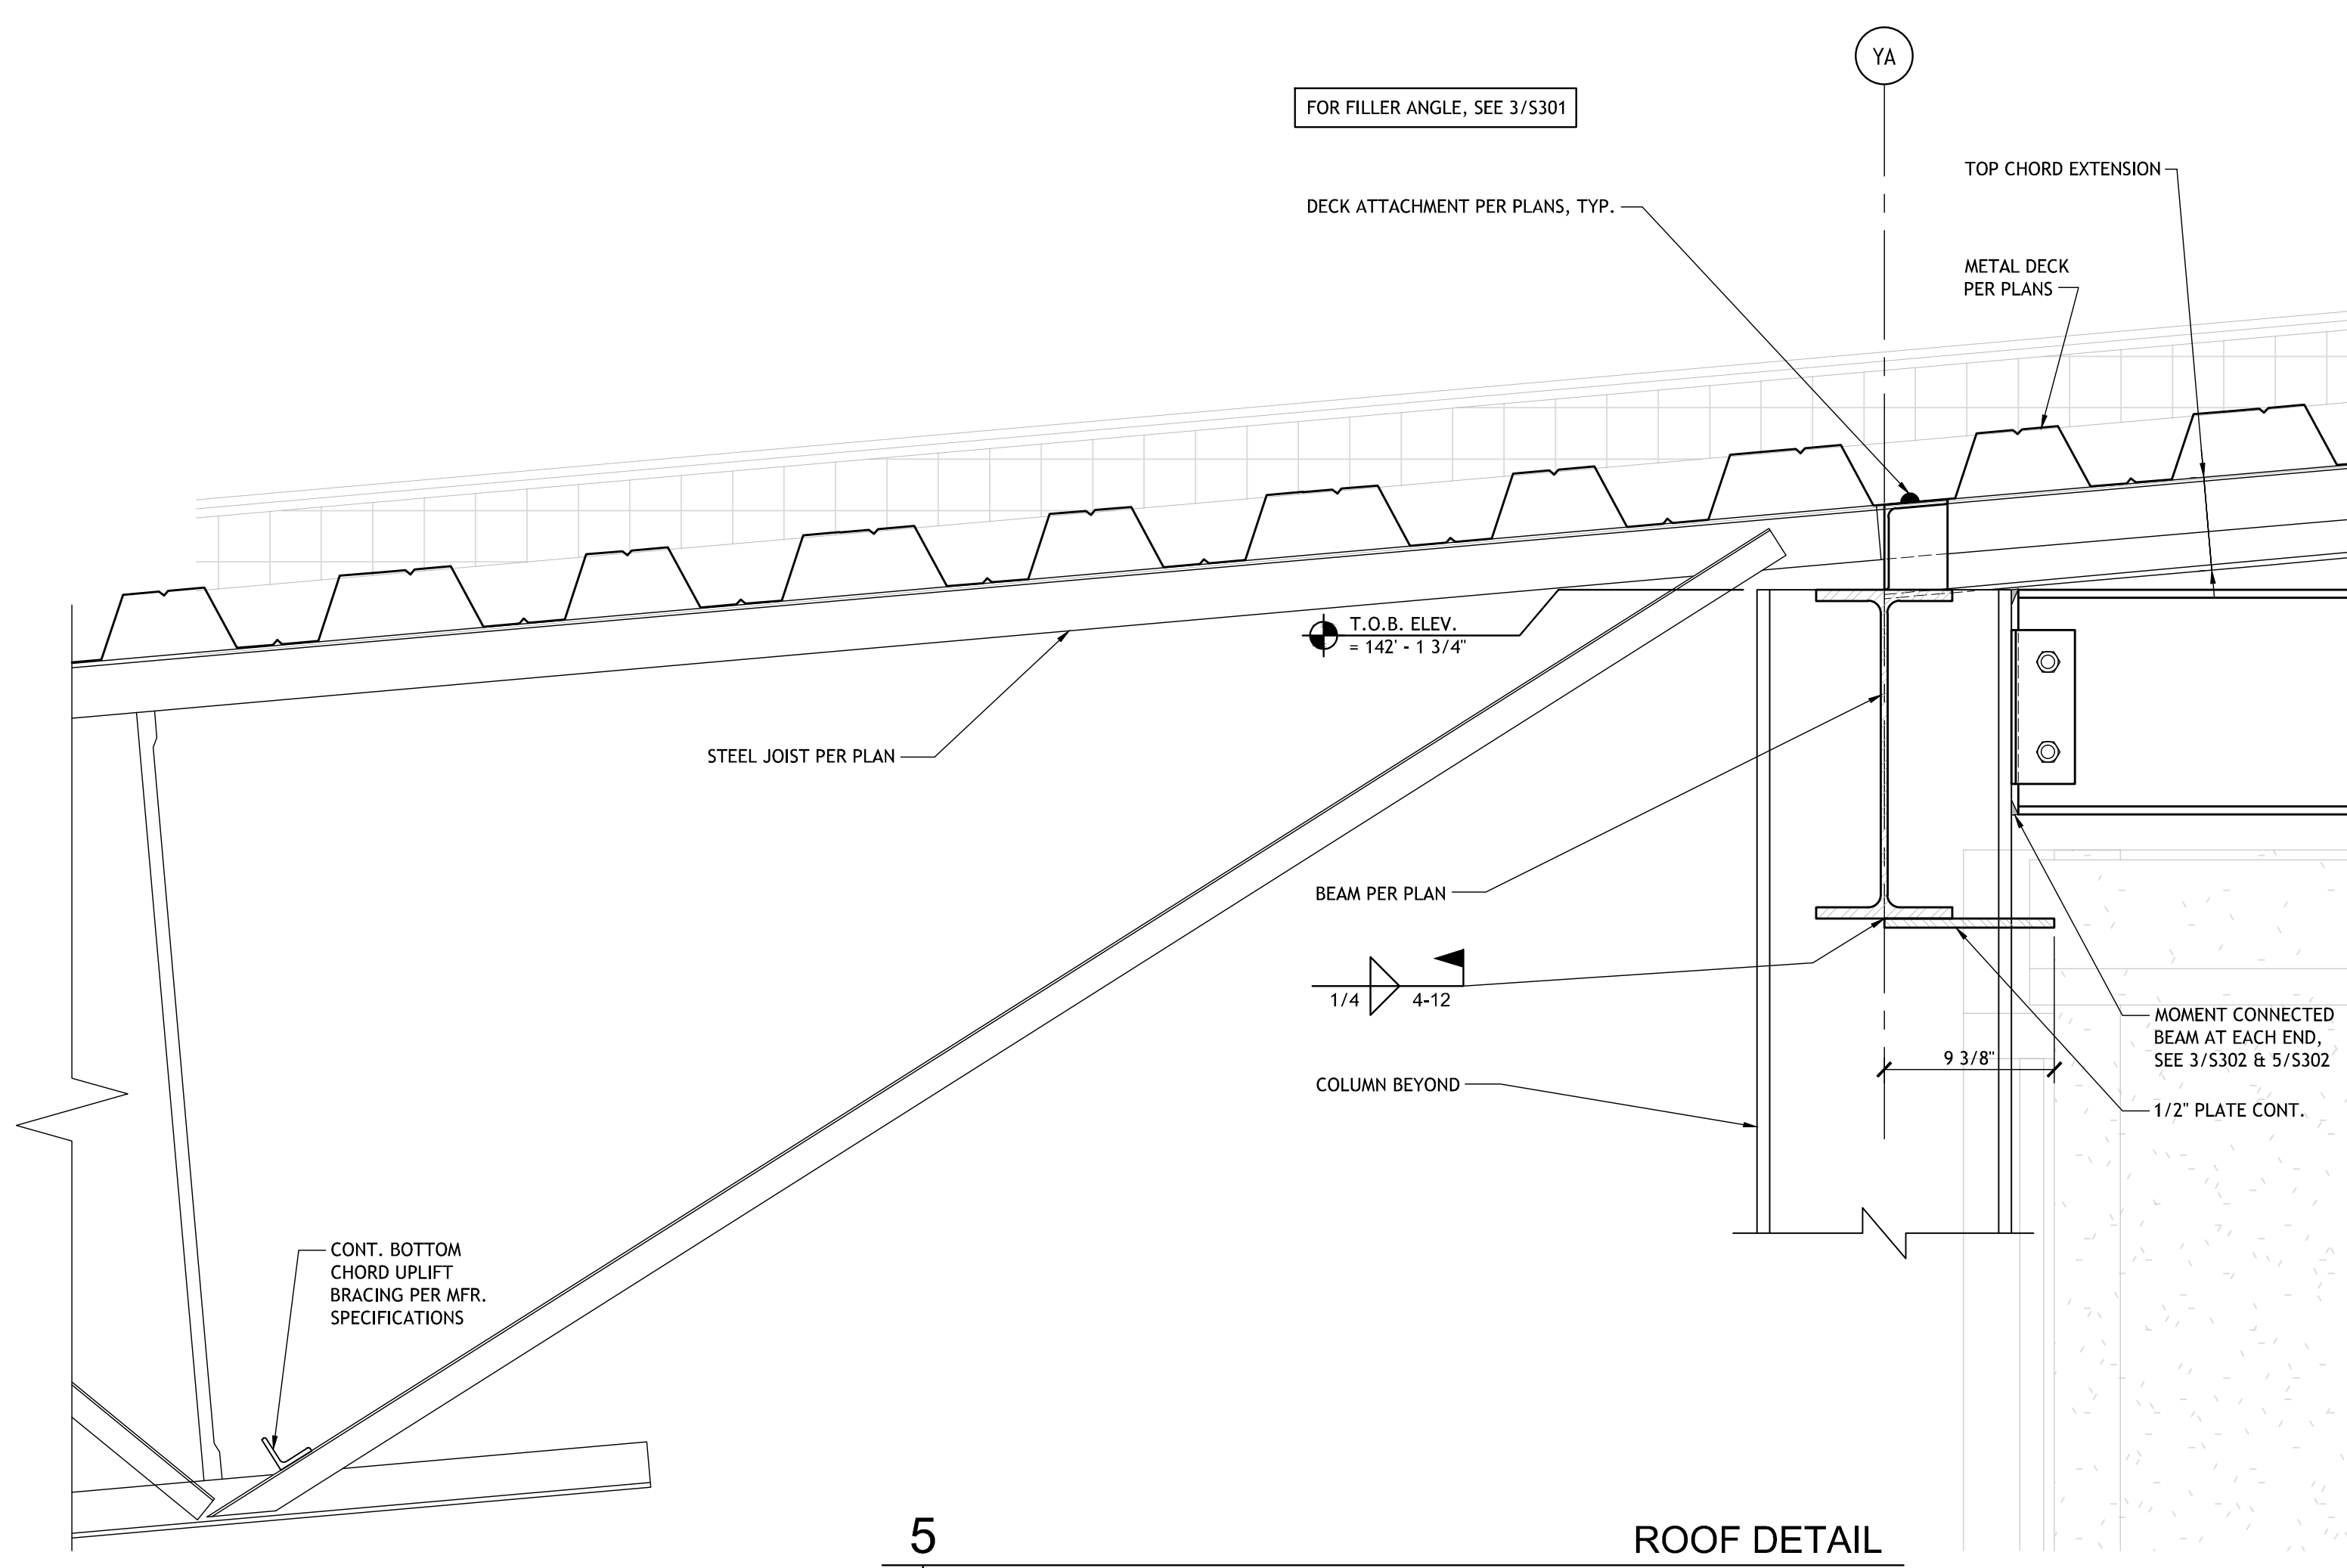 YA
FOR FILLER ANGLE, SEE 3/S301
TOP CHORD EXTENSION
DECK ATTACHMENT PER PLANS, TYP.
METAL DECK
PER PLANS
T.O.B. ELEV.
= 142' - 1 3/4"
STEEL JOIST PER PLAN
BEAM PER PLAN
1/4
4-12
MOMENT CONNECTED
BEAM AT EACH END,
SEE 3/S302 & 5/S302
9 3/8"
COLUMN BEYOND
1/2" PLATE CONT.
CONT. BOTTOM
CHORD UPLIFT
BRACING PER MFR.
SPECIFICATIONS
5
ROOF DETAIL